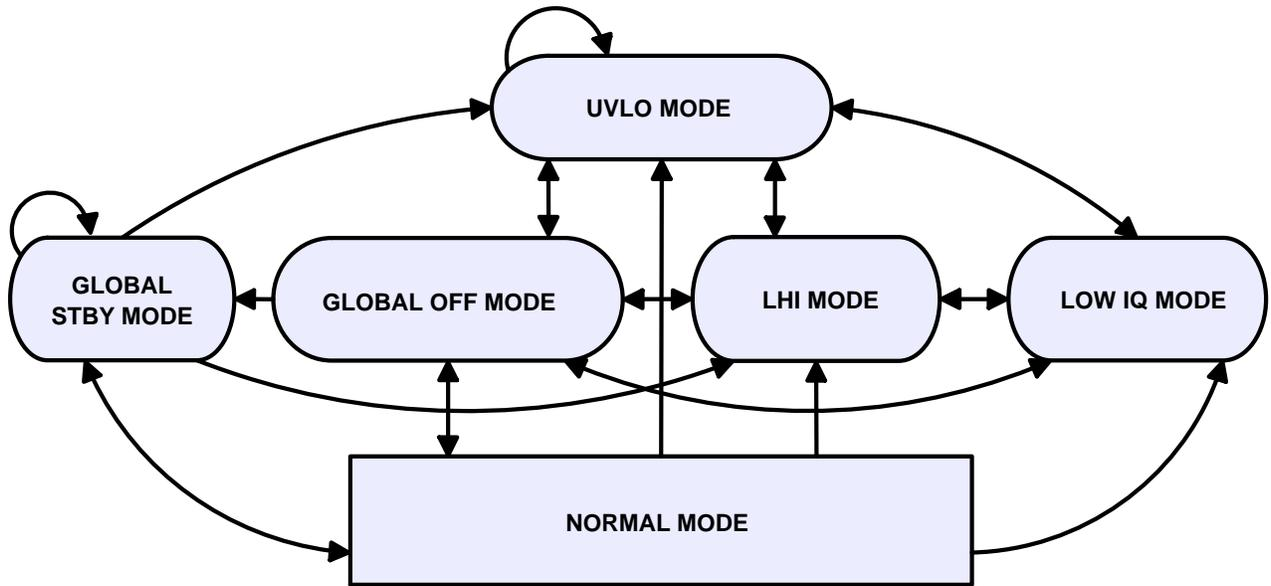 UVLO MODE
GLOBAL
STBY MODE
GLOBAL OFF MODE
LHI MODE
LOW IQ MODE
NORMAL MODE